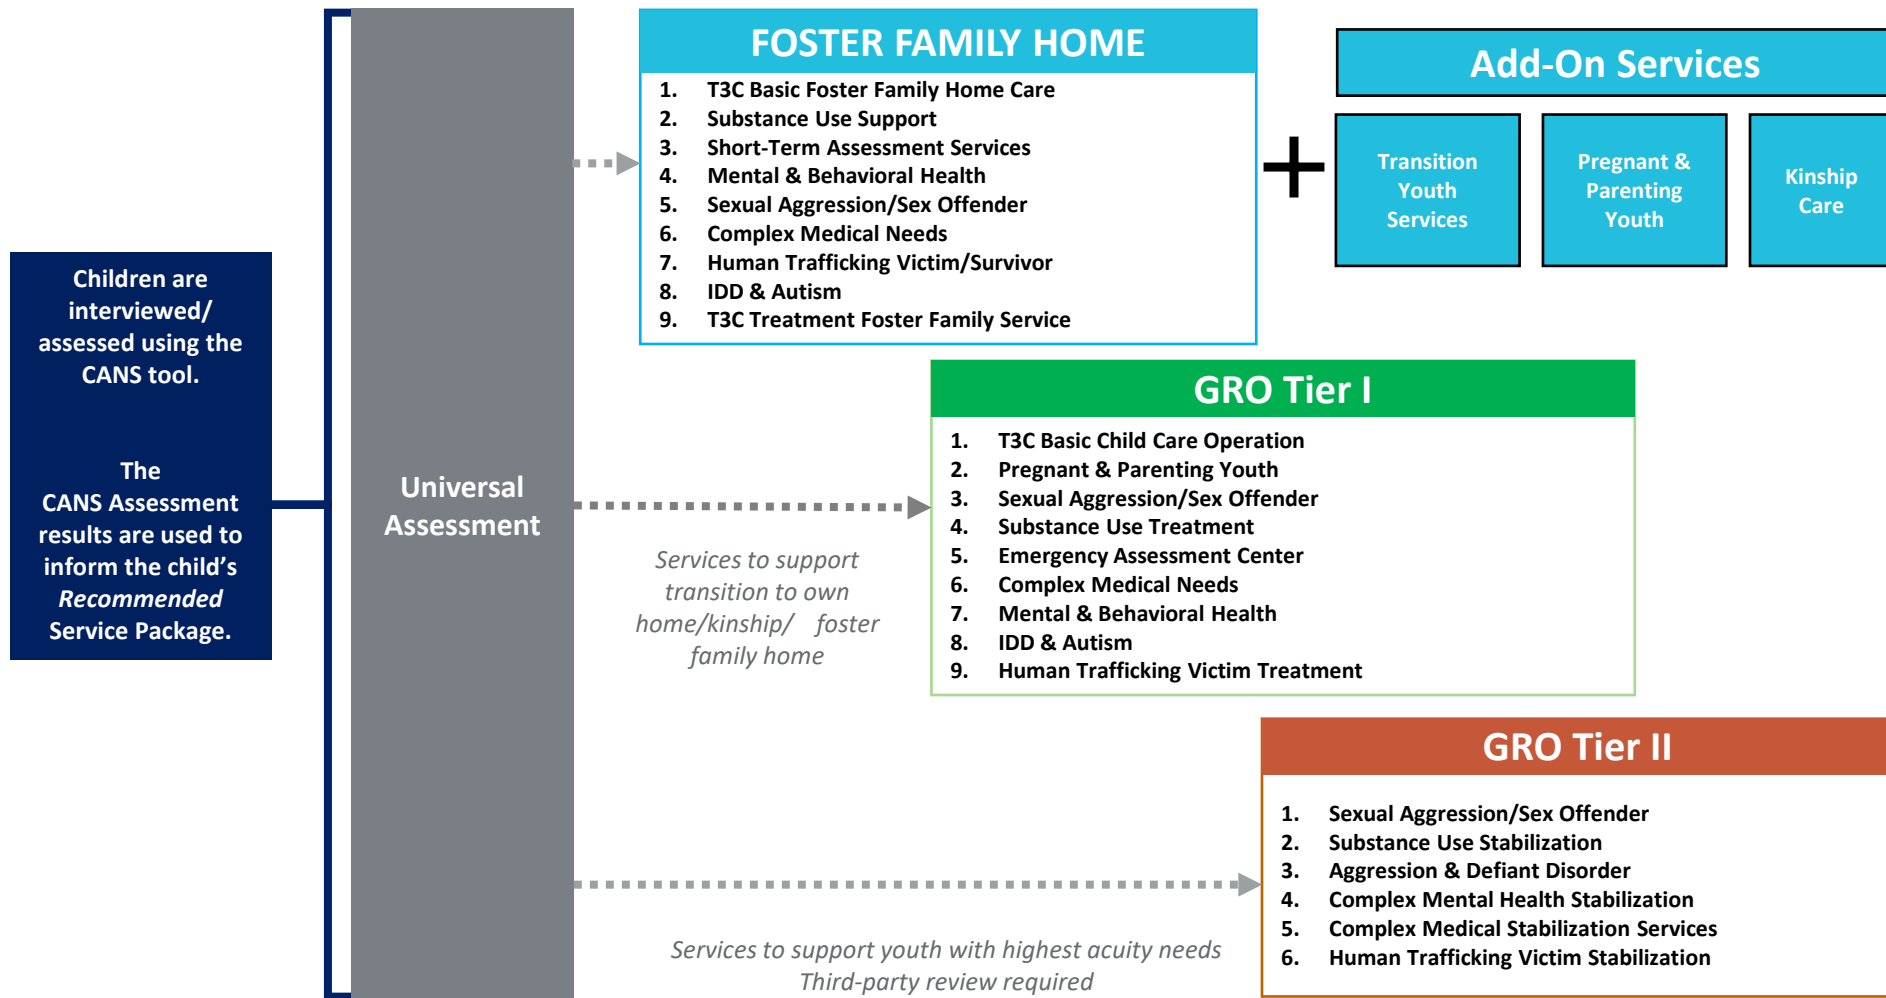 Children are
interviewed/
assessed using the
CANS tool.
The
CANS Assessment
results are used to
inform the child’s
Recommended
Service Package.
Universal
Assessment
FOSTER FAMILY HOME
1. T3C Basic Foster Family Home Care
2. Substance Use Support
3. Short-Term Assessment Services
4. Mental & Behavioral Health
5. Sexual Aggression/Sex Offender
6. Complex Medical Needs
7. Human Trafficking Victim/Survivor
8. IDD & Autism
9. T3C Treatment Foster Family Service
+
Add-On Services
Transition
Youth
Services
Pregnant &
Parenting
Youth
Kinship
Care
Services to support
transition to own
home/kinship/ foster
family home
GRO Tier I
1. T3C Basic Child Care Operation
2. Pregnant & Parenting Youth
3. Sexual Aggression/Sex Offender
4. Substance Use Treatment
5. Emergency Assessment Center
6. Complex Medical Needs
7. Mental & Behavioral Health
8. IDD & Autism
9. Human Trafficking Victim Treatment
Services to support youth with highest acuity needs
Third-party review required
GRO Tier II
1. Sexual Aggression/Sex Offender
2. Substance Use Stabilization
3. Aggression & Defiant Disorder
4. Complex Mental Health Stabilization
5. Complex Medical Stabilization Services
6. Human Trafficking Victim Stabilization